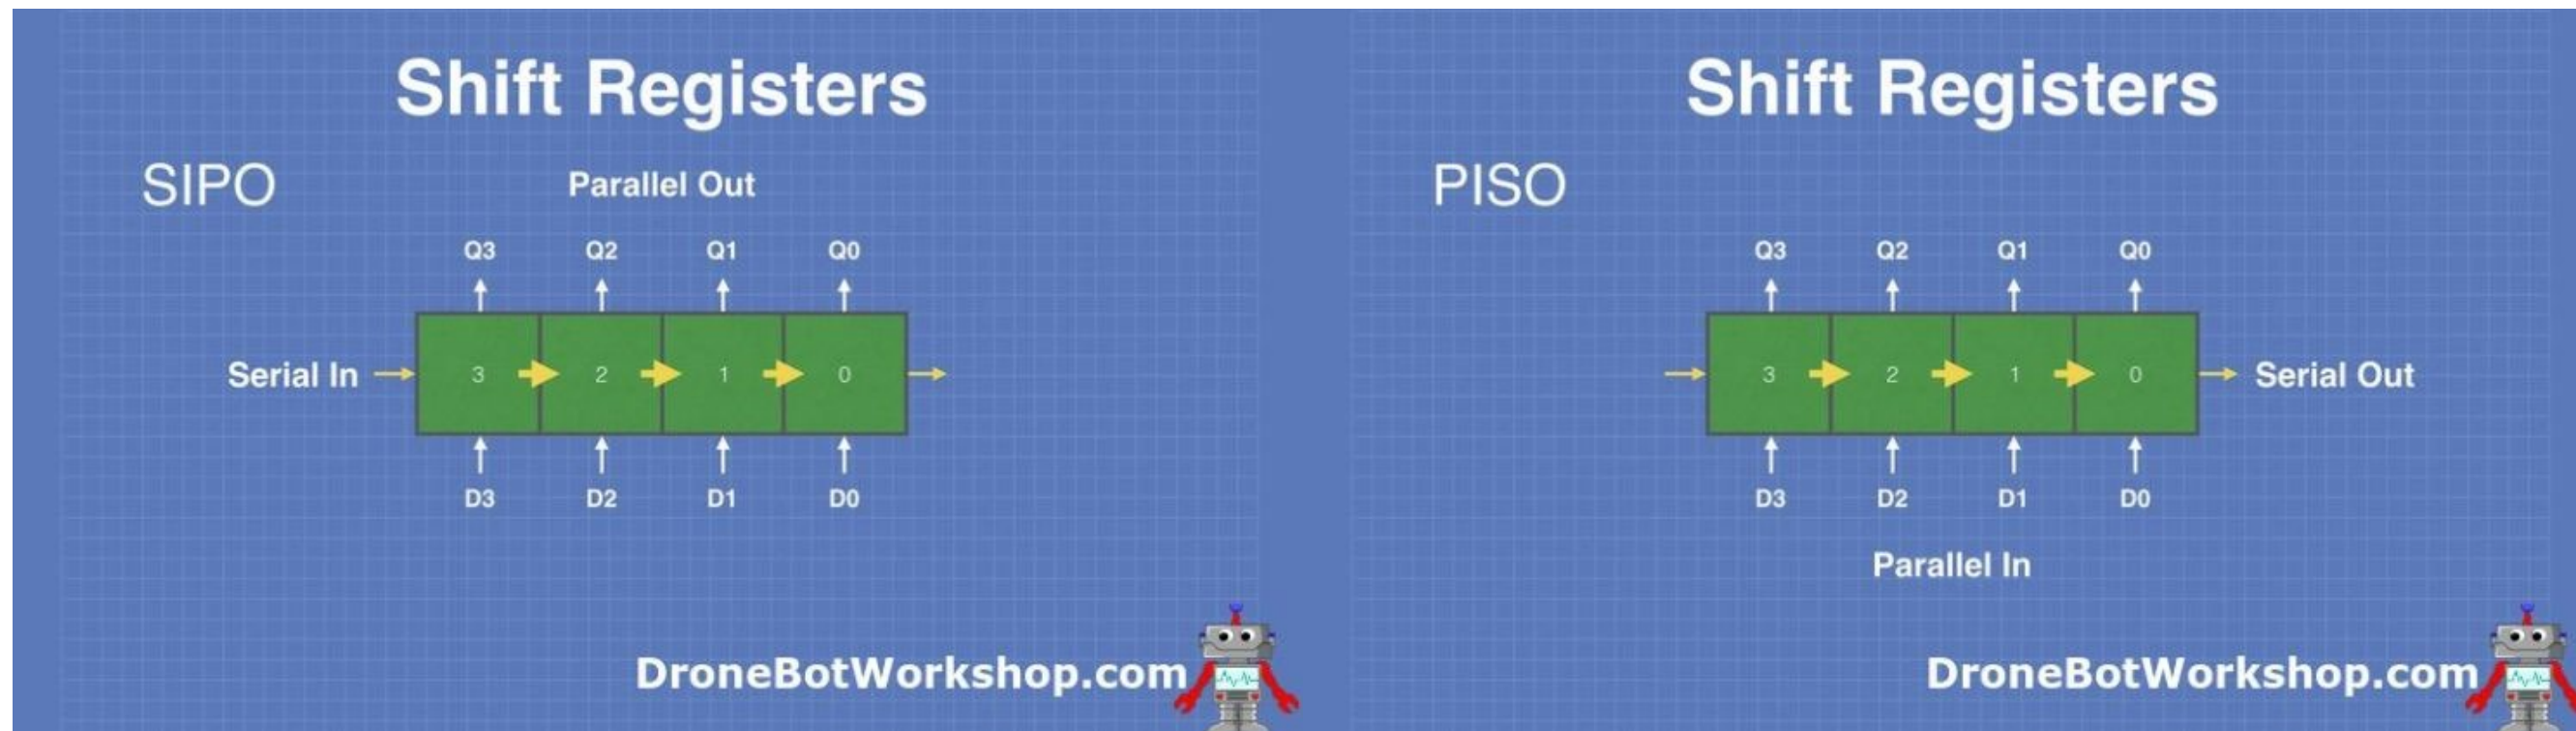 Shift Registers
SIPO
Parallel Out
Q3 Q2 Q1 Q0
Serial In 3 2 1 0
D3 D2 D1 D0
DroneBotWorkshop.com
Shift Registers
PISO
Q3 Q2 Q1 Q0
3 2 1 0 Serial Out
D3 D2 D1 D0
Parallel In
DroneBotWorkshop.com